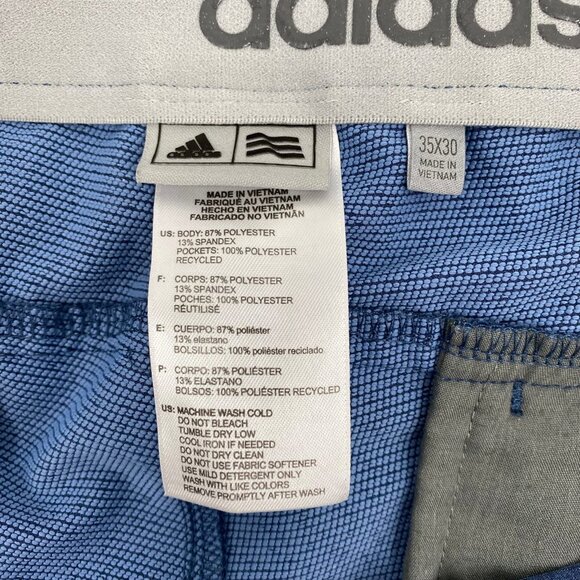 adidas
adidas
35X30
MADE IN
VIETNAM
MADE IN VIETNAM
FABRIQUÉ AU VIETNAM
HECHO EN VIETNAM
FABRICADO NO VIETNÃN
US: BODY: 87% POLYESTER
13% SPANDEX
POCKETS: 100% POLYESTER
RECYCLED
F: CORPS: 87% POLYESTER
13% SPANDEX
POCHES: 100% POLYESTER
RÉUTILISÉ
E: CUERPO: 87% poliéster
13% elastano
BOLSILLOS: 100% poliéster reciclado
P: CORPO: 87% POLIÉSTER
13% ELASTANO
BOLSOS: 100% POLIÉSTER RECYCLED
US: MACHINE WASH COLD
DO NOT BLEACH
TUMBLE DRY LOW
COOL IRON IF NEEDED
DO NOT DRY CLEAN
DO NOT USE FABRIC SOFTENER
USE MILD DETERGENT ONLY
WASH WITH LIKE COLORS
REMOVE PROMPTLY AFTER WASH